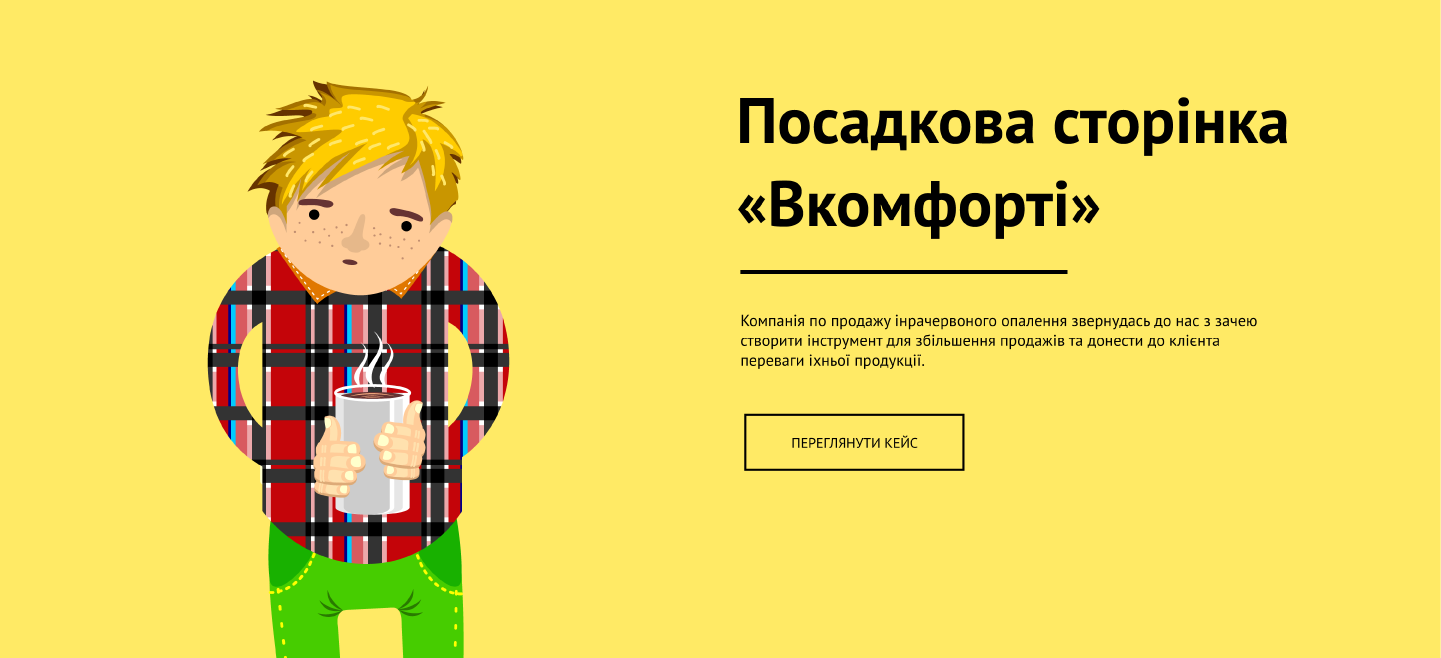 Посадкова сторінка
«Вкомфорті»
Компанія по продажу інрачервоного опалення звернудась до нас з зачею
створити інструмент для збільшення продажів та донести до клієнта
переваги іхньої продукції.
ПЕРЕГЛЯНУТИ КЕЙС